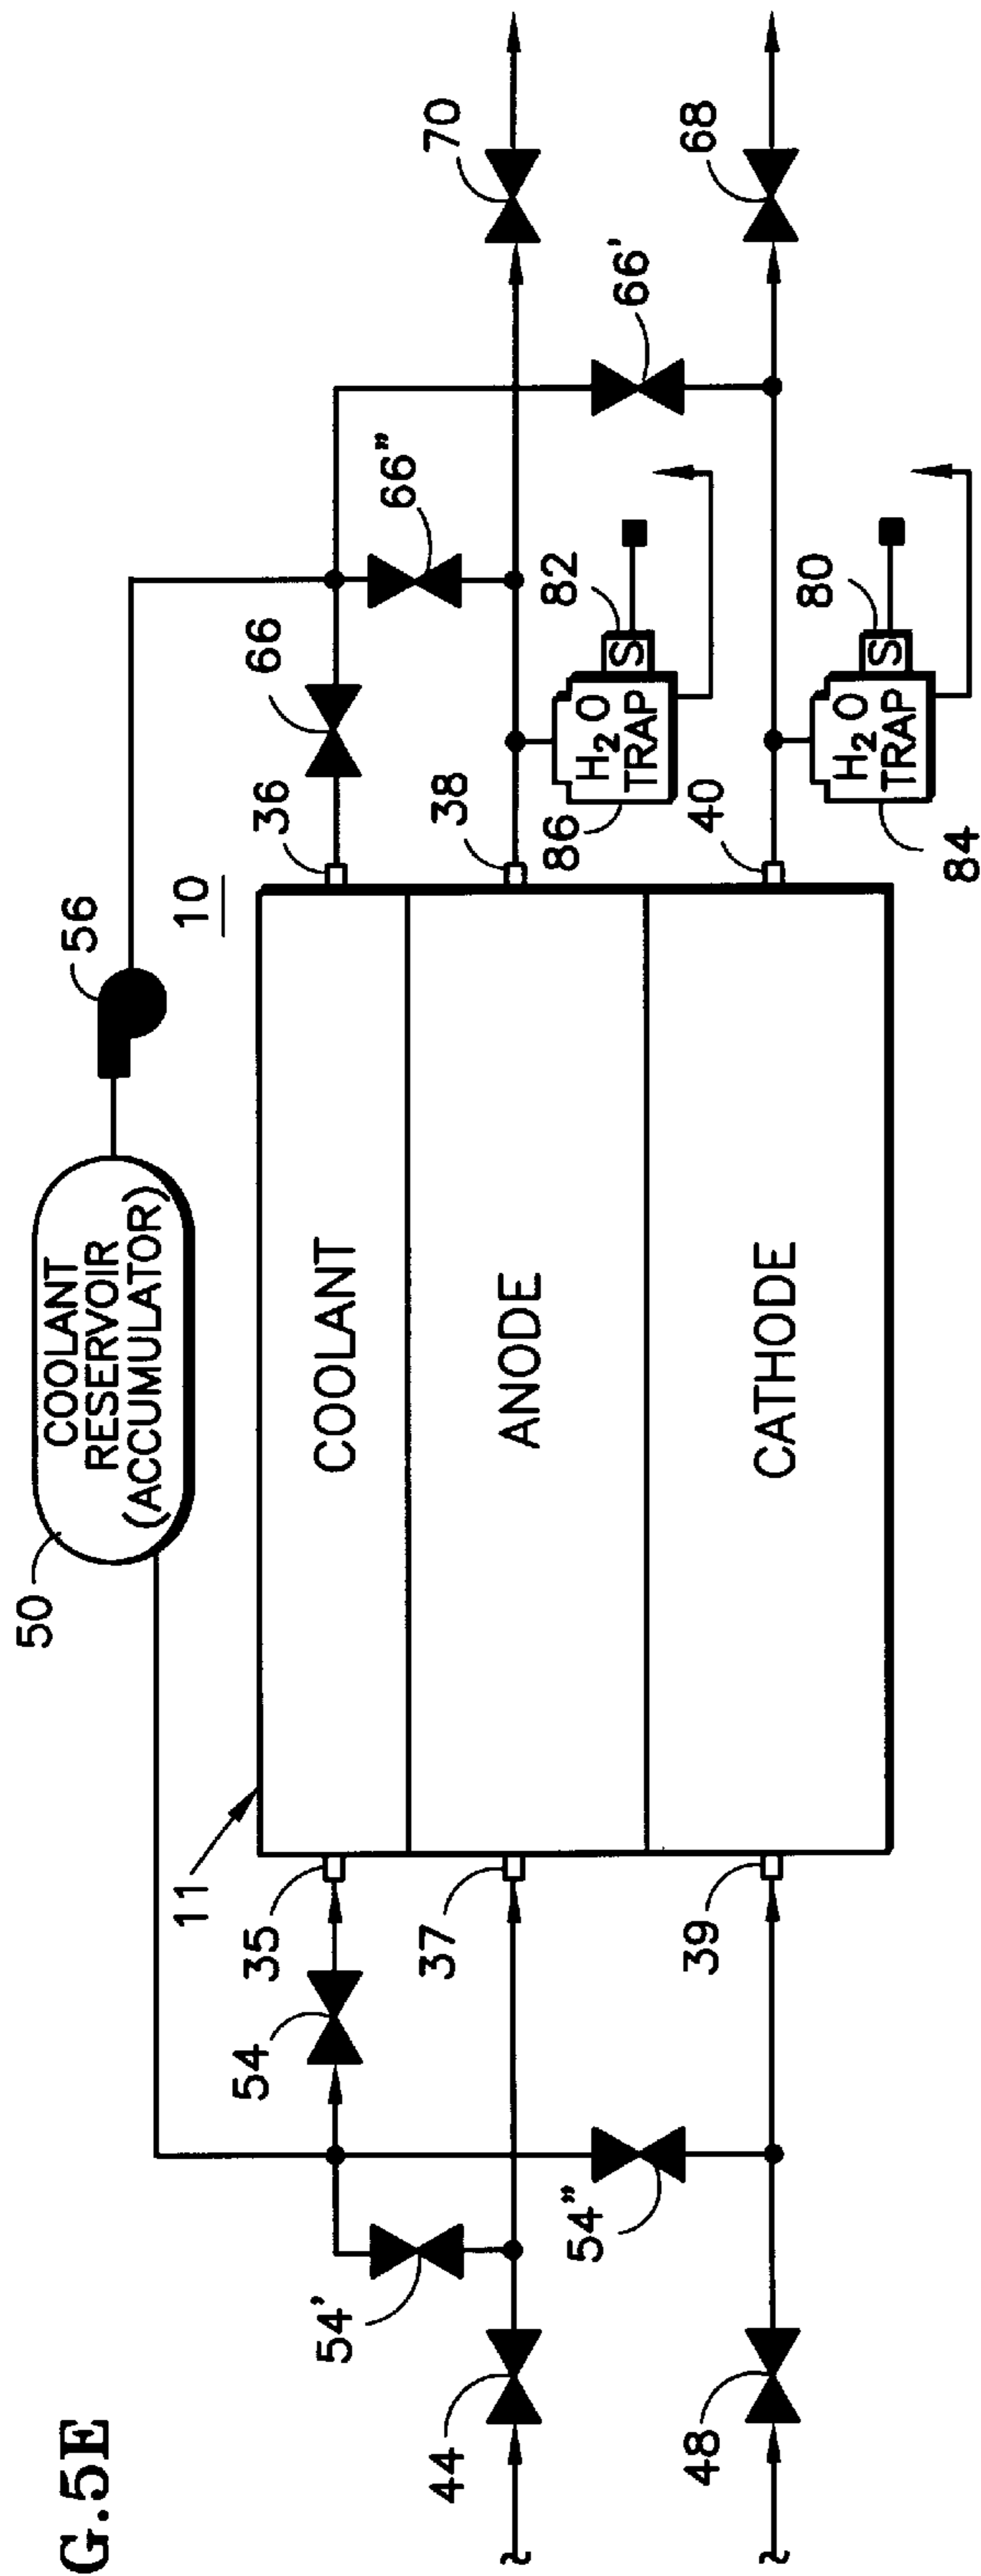 G.5E
50
COOLANT
RESERVOIR
(ACCUMULATOR)
56
10
11
35
54
37
39
54'
54"
44
48
COOLANT
ANODE
CATHODE
36
66
66"
66'
38
70
68
82
S
H2O
TRAP
86
40
80
S
H2O
TRAP
84